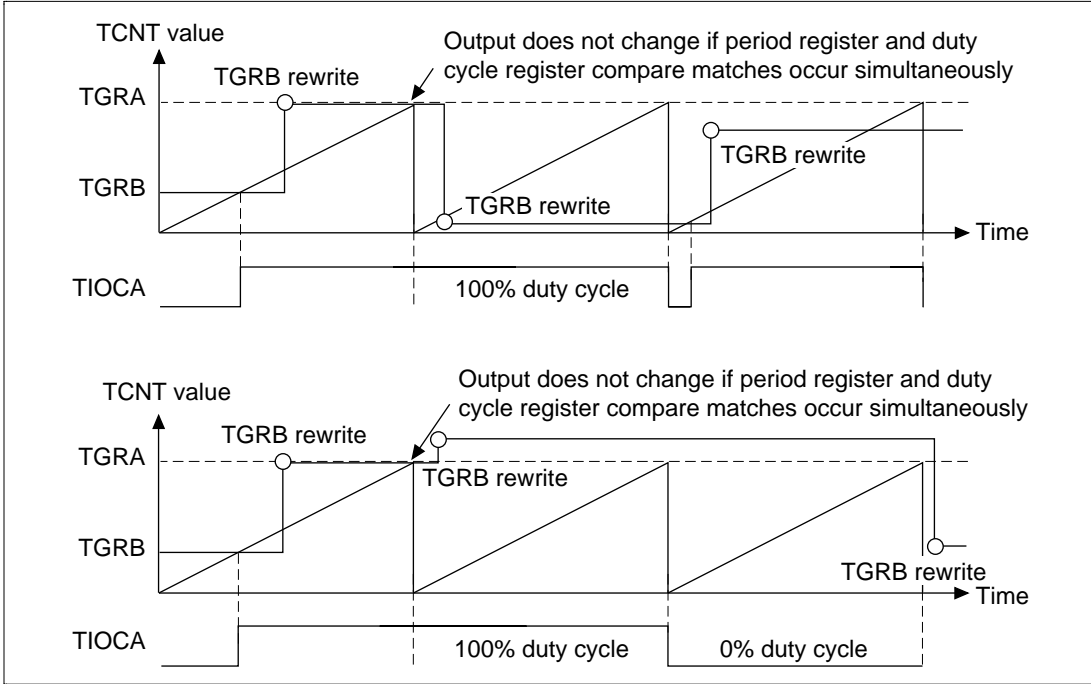 TCNT value
Output does not change if period register and duty
cycle register compare matches occur simultaneously
TGRB rewrite
TGRA
TGRB rewrite
TGRB
TGRB rewrite
Time
TIOCA
100% duty cycle
TCNT value
Output does not change if period register and duty
cycle register compare matches occur simultaneously
TGRB rewrite
TGRA
TGRB rewrite
TGRB
TGRB rewrite
Time
TIOCA
100% duty cycle
0% duty cycle